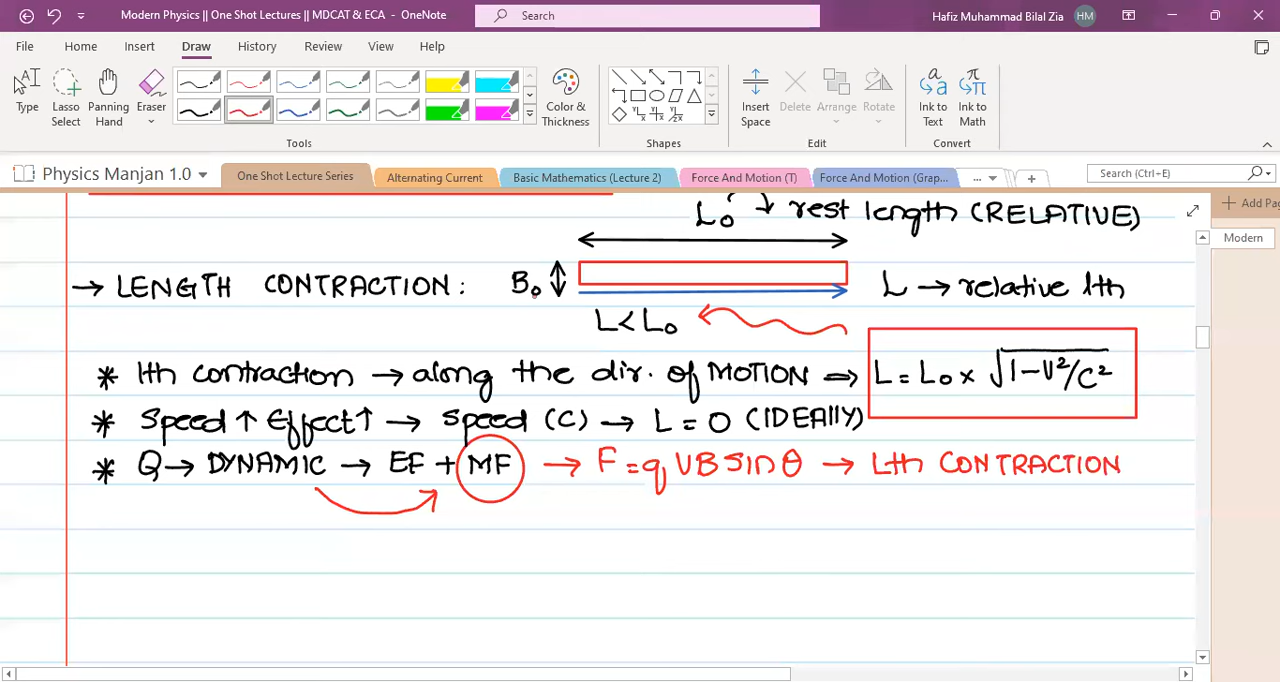 Modern Physics || One Shot Lectures || MDCAT & ECA - OneNote
Search
Hafiz Muhammad Bilal Zia
HM
File Home Insert Draw History Review View Help
Type
Lasso Select
Panning Hand
Eraser
Color & Thickness
Insert Space
Delete
Arrange
Rotate
Ink to Text
Ink to Math
Tools
Shapes
Edit
Convert
Physics Manjan 1.0
One Shot Lecture Series
Alternating Current
Basic Mathematics (Lecture 2)
Force And Motion (T)
Force And Motion (Grap...
...
Search (Ctrl+E)
Add Pag
Modern
L₀ → rest length (RELATIVE)
→ LENGTH CONTRACTION: B₀ L → relative lth
L < L₀
* lth contraction → along the dir. of MOTION ⇒ L = L₀ × √1-V²/C²
* Speed ↑ Effect ↑ → Speed (C) → L = 0 (IDEALLY)
* Q → DYNAMIC → EF + MF → F = qVB Sin θ → Lth CONTRACTION